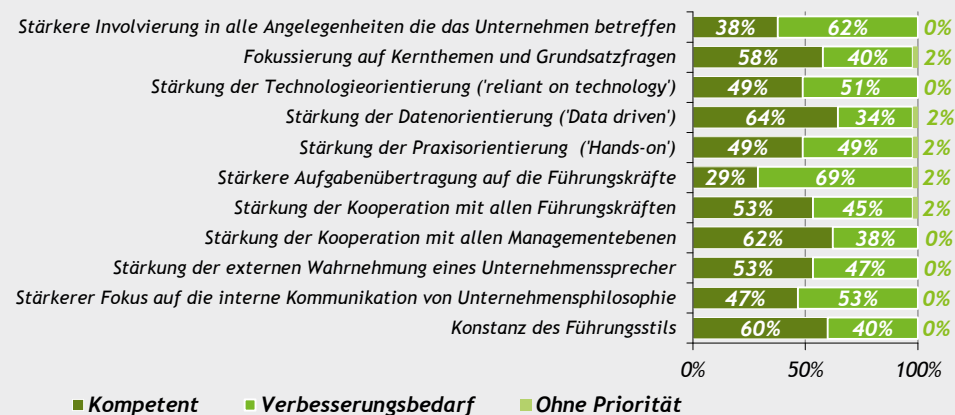 Stärkere Involvierung in alle Angelegenheiten die das Unternehmen betreffen 38% 62% 0%
Fokussierung auf Kernthemen und Grundsatzfragen 58% 40% 2%
Stärkung der Technologieorientierung ('reliant on technology') 49% 51% 0%
Stärkung der Datenorientierung ('Data driven') 64% 34% 2%
Stärkung der Praxisorientierung ('Hands-on') 49% 49% 2%
Stärkere Aufgabenübertragung auf die Führungskräfte 29% 69% 2%
Stärkung der Kooperation mit allen Führungskräften 53% 45% 2%
Stärkung der Kooperation mit allen Managementebenen 62% 38% 0%
Stärkung der externen Wahrnehmung eines Unternehmenssprecher 53% 47% 0%
Stärkerer Fokus auf die interne Kommunikation von Unternehmensphilosophie 47% 53% 0%
Konstanz des Führungsstils 60% 40% 0%
0% 50% 100%
Kompetent Verbesserungsbedarf Ohne Priorität